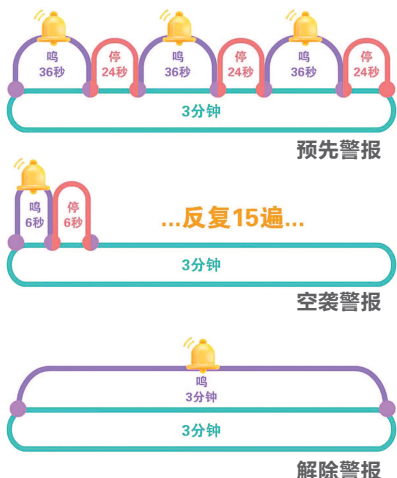 鸣 停 鸣 停 鸣 停
36秒 24秒 36秒 24秒 36秒 24秒
3分钟
预先警报
鸣 停
6秒 6秒
...反复15遍...
3分钟
空袭警报
鸣
3分钟
3分钟
解除警报